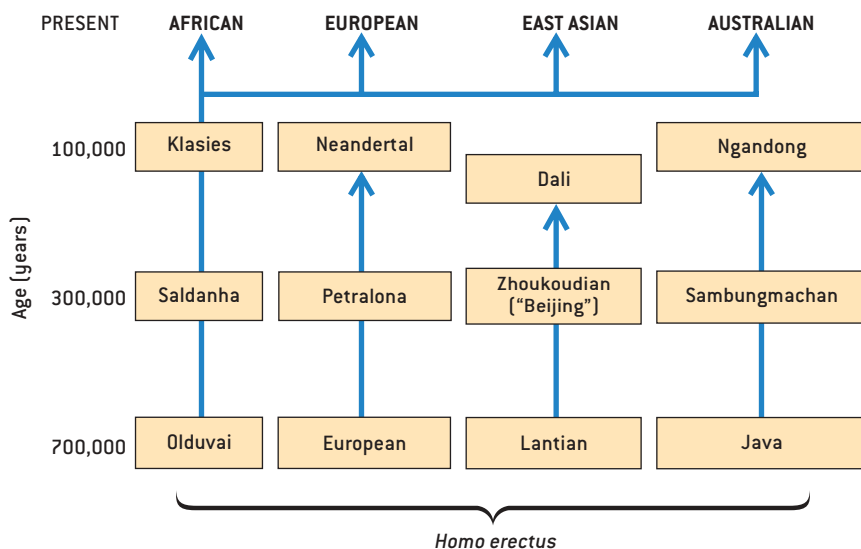 PRESENT AFRICAN EUROPEAN EAST ASIAN AUSTRALIAN
100,000 Klasies Neandertal Ngandong
Dali
Age (years)
300,000 Saldanha Petralona Zhoukoudian Sambungmachan
("Beijing")
700,000 Olduvai European Lantian Java
Homo erectus